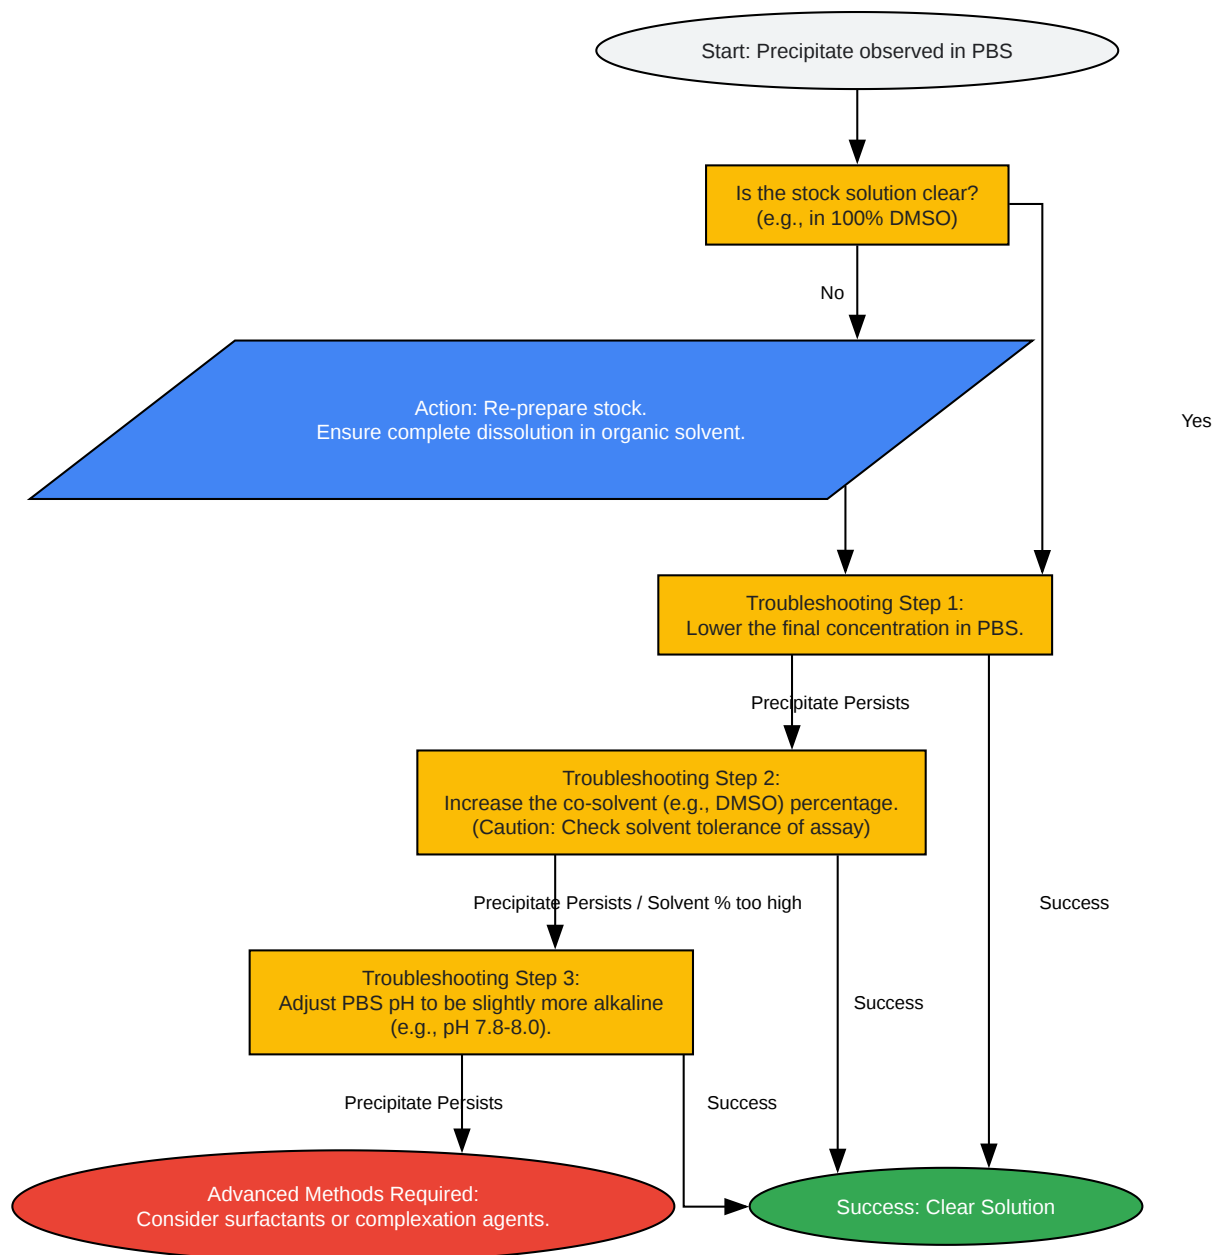 Start: Precipitate observed in PBS
Is the stock solution clear?
(e.g., in 100% DMSO)
No
Action: Re-prepare stock.
Ensure complete dissolution in organic solvent.
Yes
Troubleshooting Step 1:
Lower the final concentration in PBS.
Precipitate Persists
Troubleshooting Step 2:
Increase the co-solvent (e.g., DMSO) percentage.
(Caution: Check solvent tolerance of assay)
Precipitate Persists / Solvent % too high
Success
Troubleshooting Step 3:
Adjust PBS pH to be slightly more alkaline
(e.g., pH 7.8-8.0).
Success
Precipitate Persists
Success
Advanced Methods Required:
Consider surfactants or complexation agents.
Success: Clear Solution